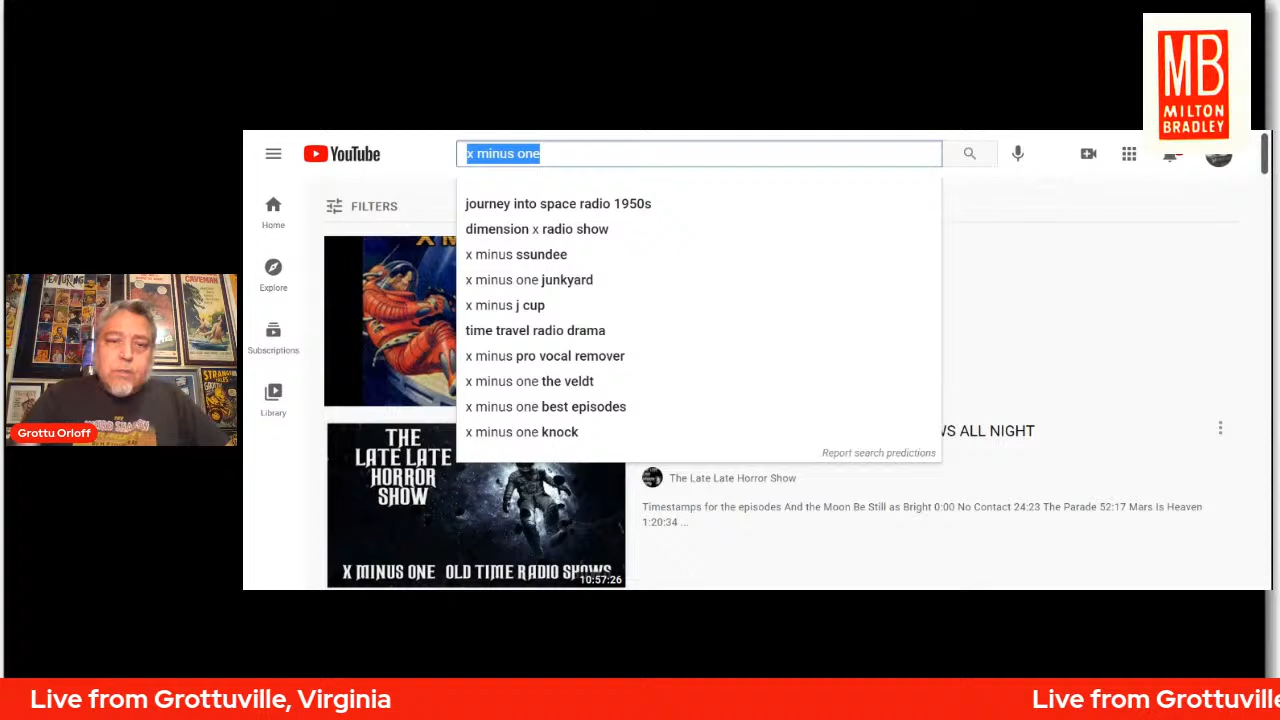 MB
MILTON
BRADLEY
YouTube
x minus one
FILTERS
Home
Explore
Subscriptions
Library
journey into space radio 1950s
dimension x radio show
x minus ssundee
x minus one junkyard
x minus j cup
time travel radio drama
x minus pro vocal remover
x minus one the veldt
x minus one best episodes
x minus one knock
Report search predictions
WS ALL NIGHT
THE
LATE LATE
HORROR
SHOW
X MINUS ONE OLD TIME RADIO SHOWS
10:57:26
The Late Late Horror Show
Timestamps for the episodes And the Moon Be Still as Bright 0:00 No Contact 24:23 The Parade 52:17 Mars Is Heaven
1:20:34 ...
FEATURING
CAVEMAN
STRANGE
TALES
Grottu Orloff
Live from Grottuville, Virginia
Live from Grottuville